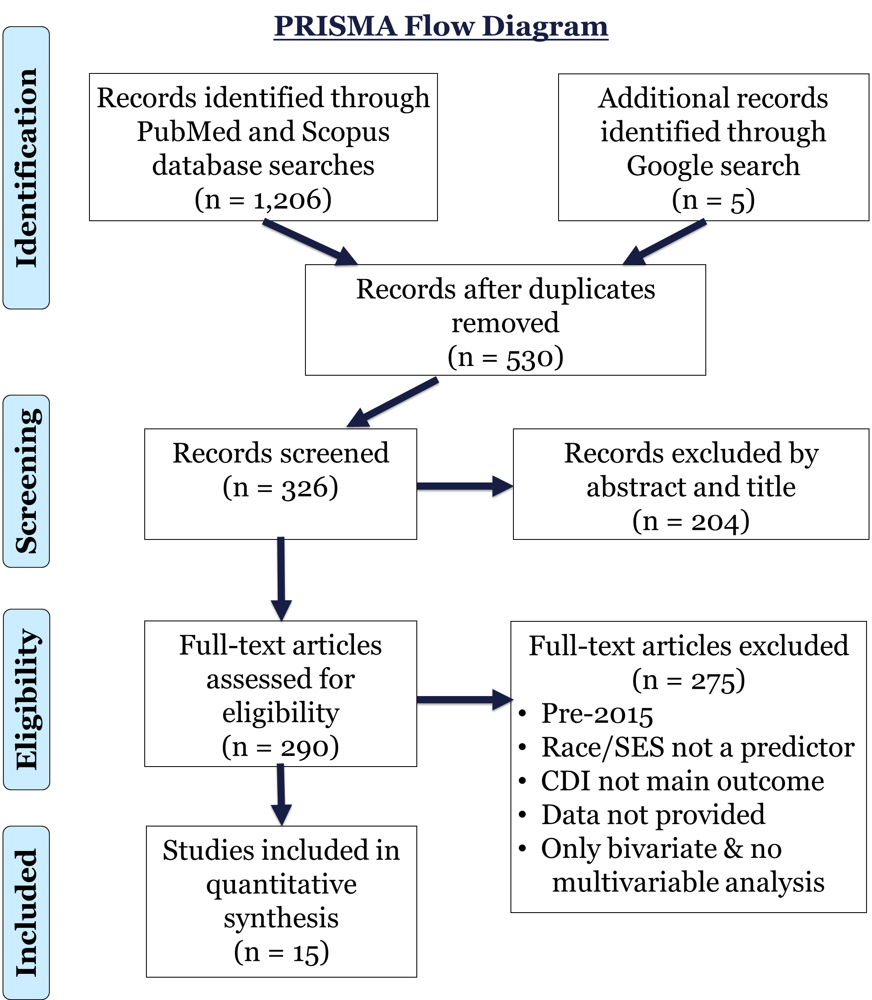 PRISMA Flow Diagram
Identification
Records identified through
PubMed and Scopus
database searches
(n = 1,206)
Additional records
identified through
Google search
(n = 5)
Records after duplicates
removed
(n = 530)
Screening
Records screened
(n = 326)
Records excluded by
abstract and title
(n = 204)
Eligibility
Full-text articles
assessed for
eligibility
(n = 290)
Full-text articles excluded
(n = 275)
• Pre-2015
• Race/SES not a predictor
• CDI not main outcome
• Data not provided
• Only bivariate & no
multivariable analysis
Included
Studies included in
quantitative
synthesis
(n = 15)